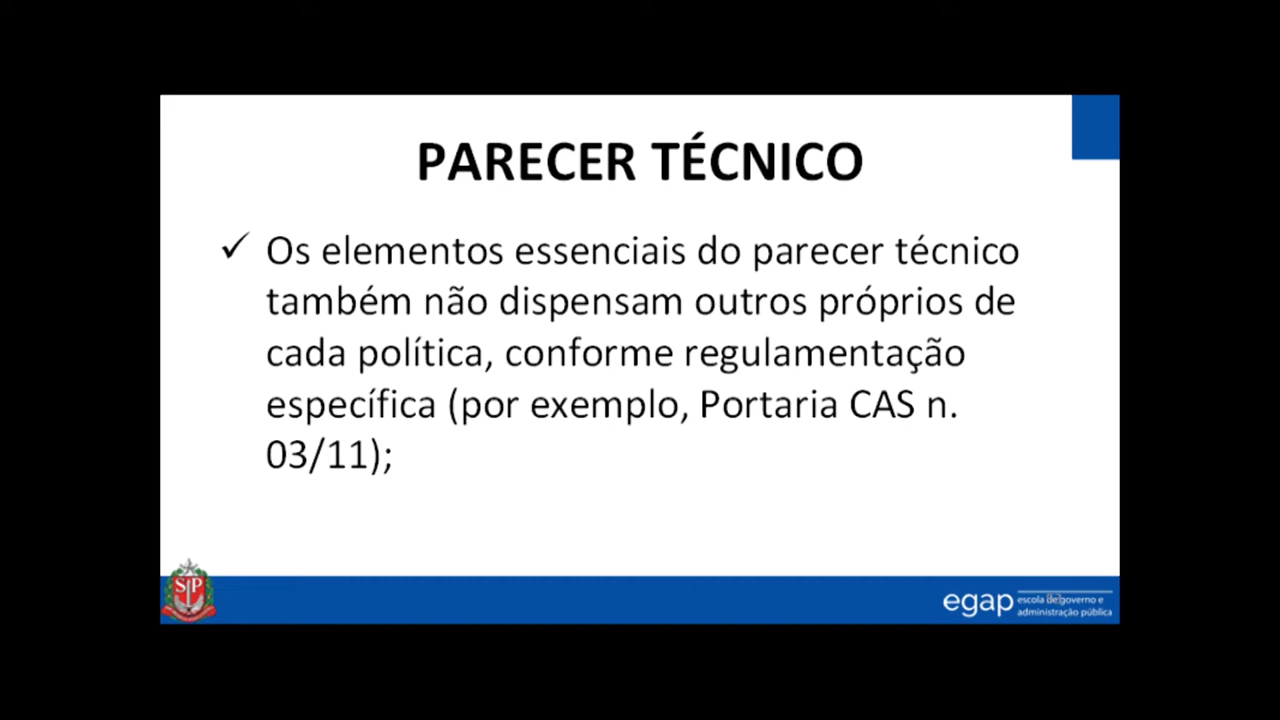 PARECER TÉCNICO
✓ Os elementos essenciais do parecer técnico
também não dispensam outros próprios de
cada política, conforme regulamentação
específica (por exemplo, Portaria CAS n.
03/11);
SP
egap escola de governo e
administração pública